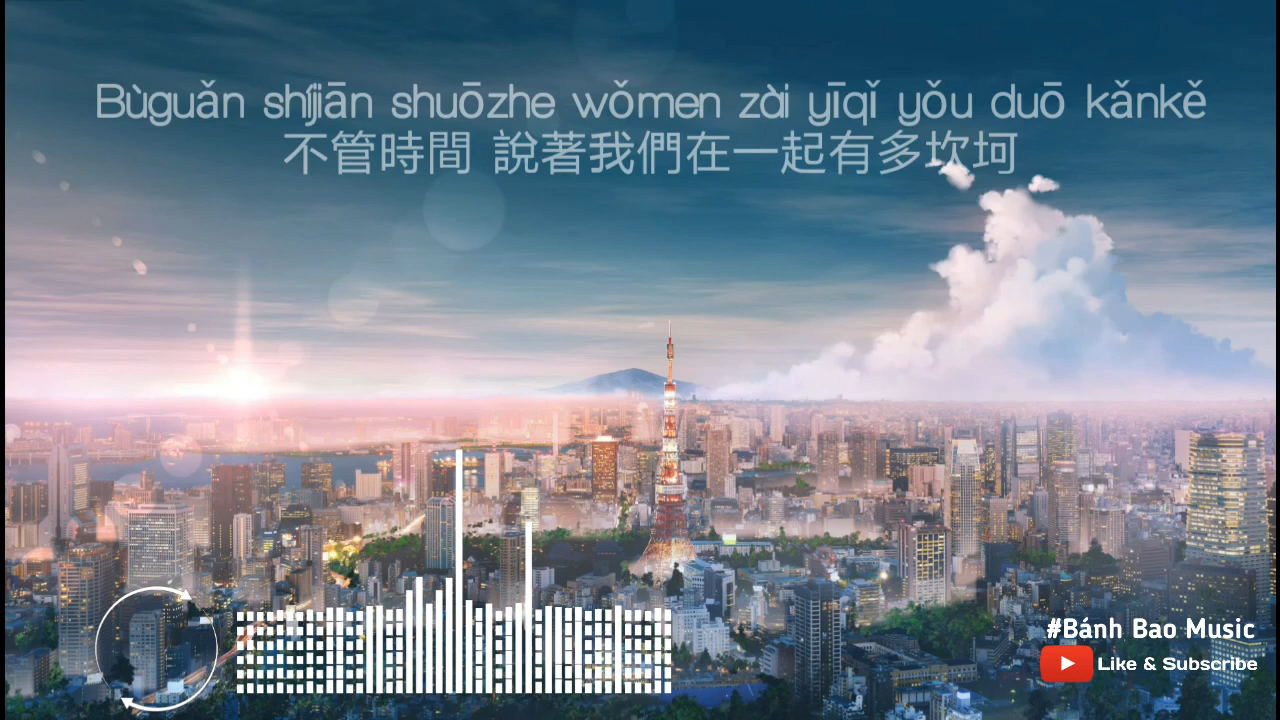 Bùguǎn shíjiān shuōzhe wǒmen zài yīqǐ yǒu duō kǎnkě
不管時間 說著我們在一起有多坎坷
#Bánh Bao Music
Like & Subscribe